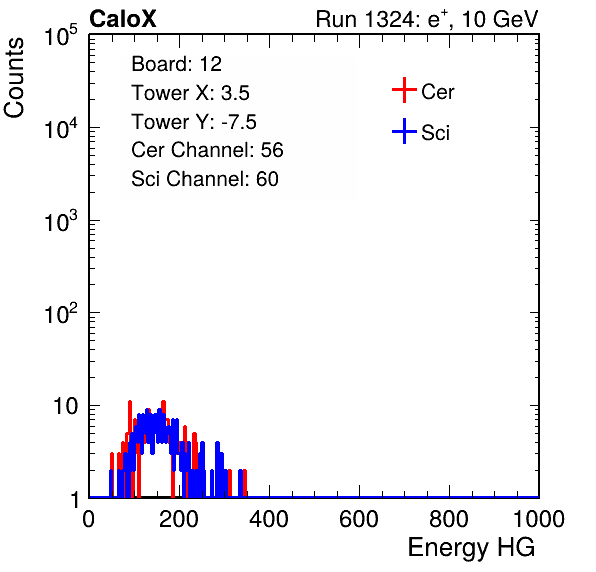 CaloX Run 1324: e⁺, 10 GeV
Counts
Board: 12
Tower X: 3.5
Tower Y: -7.5
Cer Channel: 56
Sci Channel: 60
Cer
Sci
10⁵
10⁴
10³
10²
10
1
0 200 400 600 800 1000
Energy HG